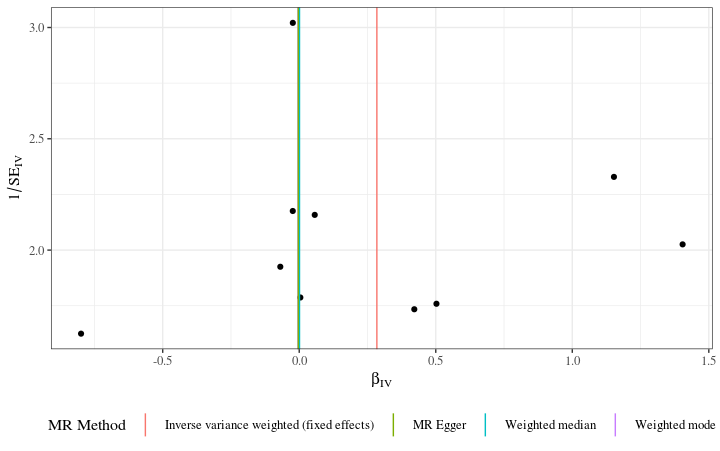 3.0
2.5
2.0
1/SE_IV
-0.5 0.0 0.5 1.0 1.5
β_IV
MR Method Inverse variance weighted (fixed effects) MR Egger Weighted median Weighted mode